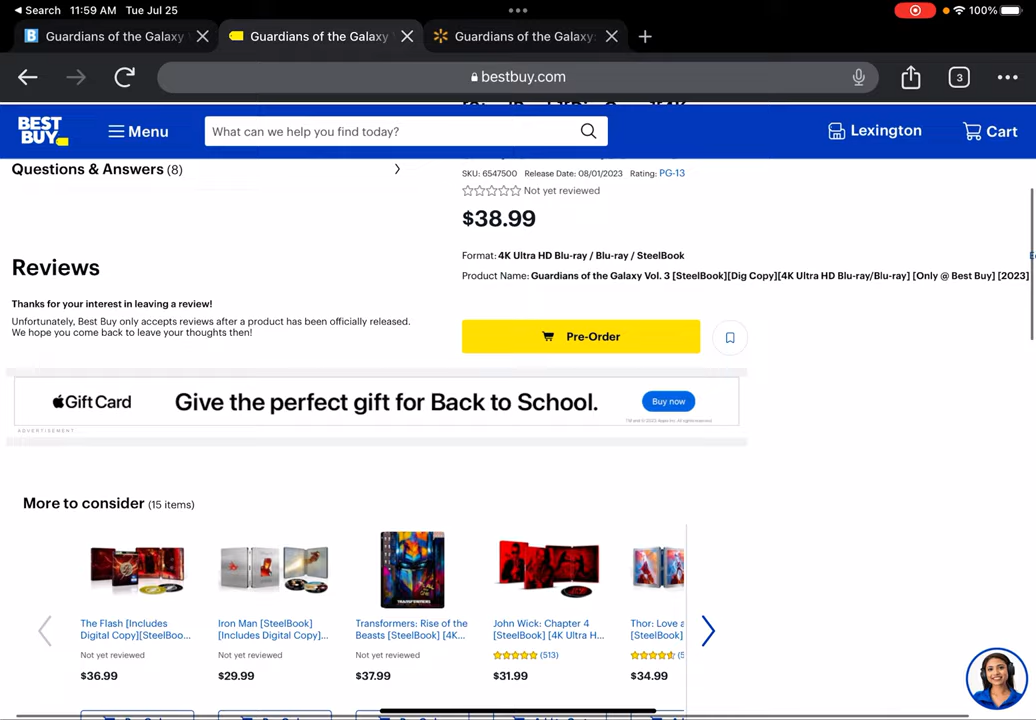 Search 11:59 AM Tue Jul 25
100%
Guardians of the Galaxy
Guardians of the Galaxy
Guardians of the Galaxy:
bestbuy.com
3
BEST BUY
Menu
What can we help you find today?
Lexington
Cart
Questions & Answers (8)
SKU: 6547500 Release Date: 08/01/2023 Rating: PG-13
Not yet reviewed
$38.99
Format: 4K Ultra HD Blu-ray / Blu-ray / SteelBook
Product Name: Guardians of the Galaxy Vol. 3 [SteelBook][Dig Copy][4K Ultra HD Blu-ray/Blu-ray] [Only @ Best Buy] [2023]
Reviews
Thanks for your interest in leaving a review!
Unfortunately, Best Buy only accepts reviews after a product has been officially released.
We hope you come back to leave your thoughts then!
Pre-Order
Gift Card
Give the perfect gift for Back to School.
Buy now
ADVERTISEMENT
More to consider (15 items)
The Flash [Includes
Digital Copy][SteelBoo...
Not yet reviewed
$36.99
Iron Man [SteelBook]
[Includes Digital Copy]...
Not yet reviewed
$29.99
TRANSFORMERS
Transformers: Rise of the
Beasts [SteelBook] [4K...
Not yet reviewed
$37.99
John Wick: Chapter 4
[SteelBook] [4K Ultra H...
(513)
$31.99
Thor: Love a
[SteelBook]
(5
$34.99